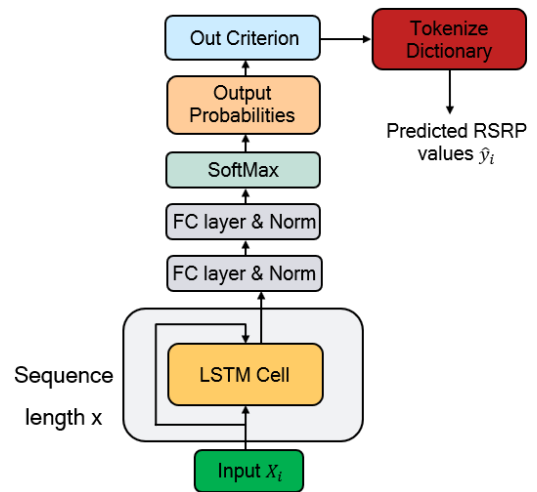 Out Criterion
Tokenize
Dictionary
Output
Probabilities
Predicted RSRP
values ŷᵢ
SoftMax
FC layer & Norm
FC layer & Norm
Sequence
length x
LSTM Cell
Input Xᵢ